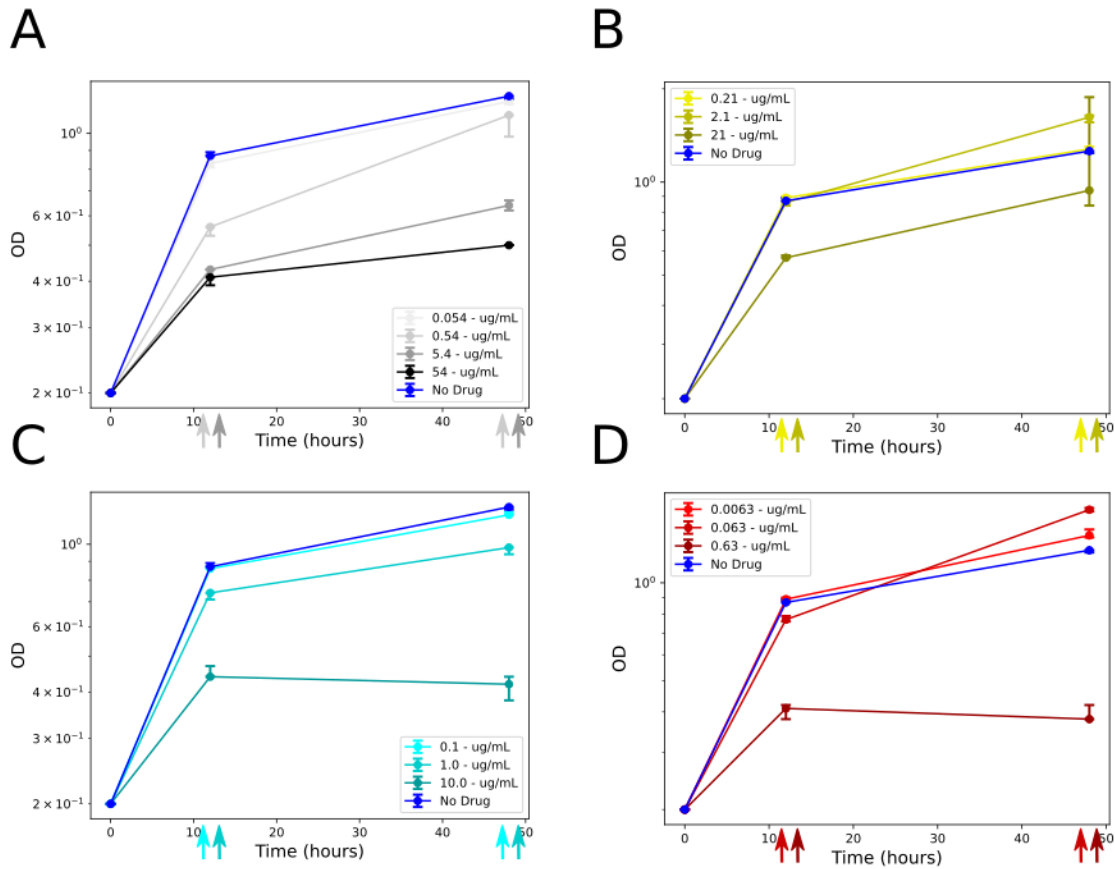 A
B
10⁰
6 × 10⁻¹
4 × 10⁻¹
3 × 10⁻¹
2 × 10⁻¹
OD
0.054 - ug/mL
0.54 - ug/mL
5.4 - ug/mL
54 - ug/mL
No Drug
0 10 20 30 40 50
Time (hours)
0.21 - ug/mL
2.1 - ug/mL
21 - ug/mL
No Drug
10⁰
OD
0 10 20 30 40 50
Time (hours)
C
D
10⁰
6 × 10⁻¹
4 × 10⁻¹
3 × 10⁻¹
2 × 10⁻¹
OD
0.1 - ug/mL
1.0 - ug/mL
10.0 - ug/mL
No Drug
0 10 20 30 40 50
Time (hours)
0.0063 - ug/mL
0.063 - ug/mL
0.63 - ug/mL
No Drug
10⁰
OD
0 10 20 30 40 50
Time (hours)